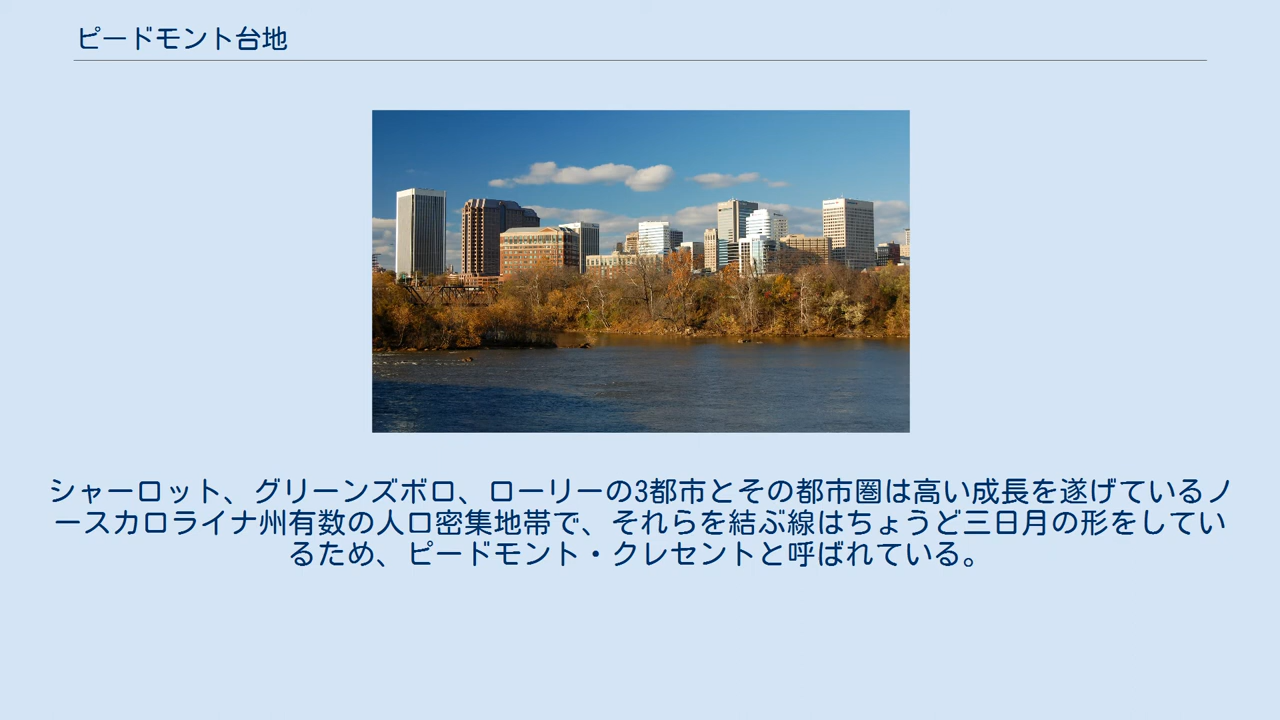 ピードモント台地
シャーロット、グリーンズボロ、ローリーの3都市とその都市圏は高い成長を遂げているノ
ースカロライナ州有数の人口密集地帯で、それらを結ぶ線はちょうど三日月の形をしてい
るため、ピードモント・クレセントと呼ばれている。